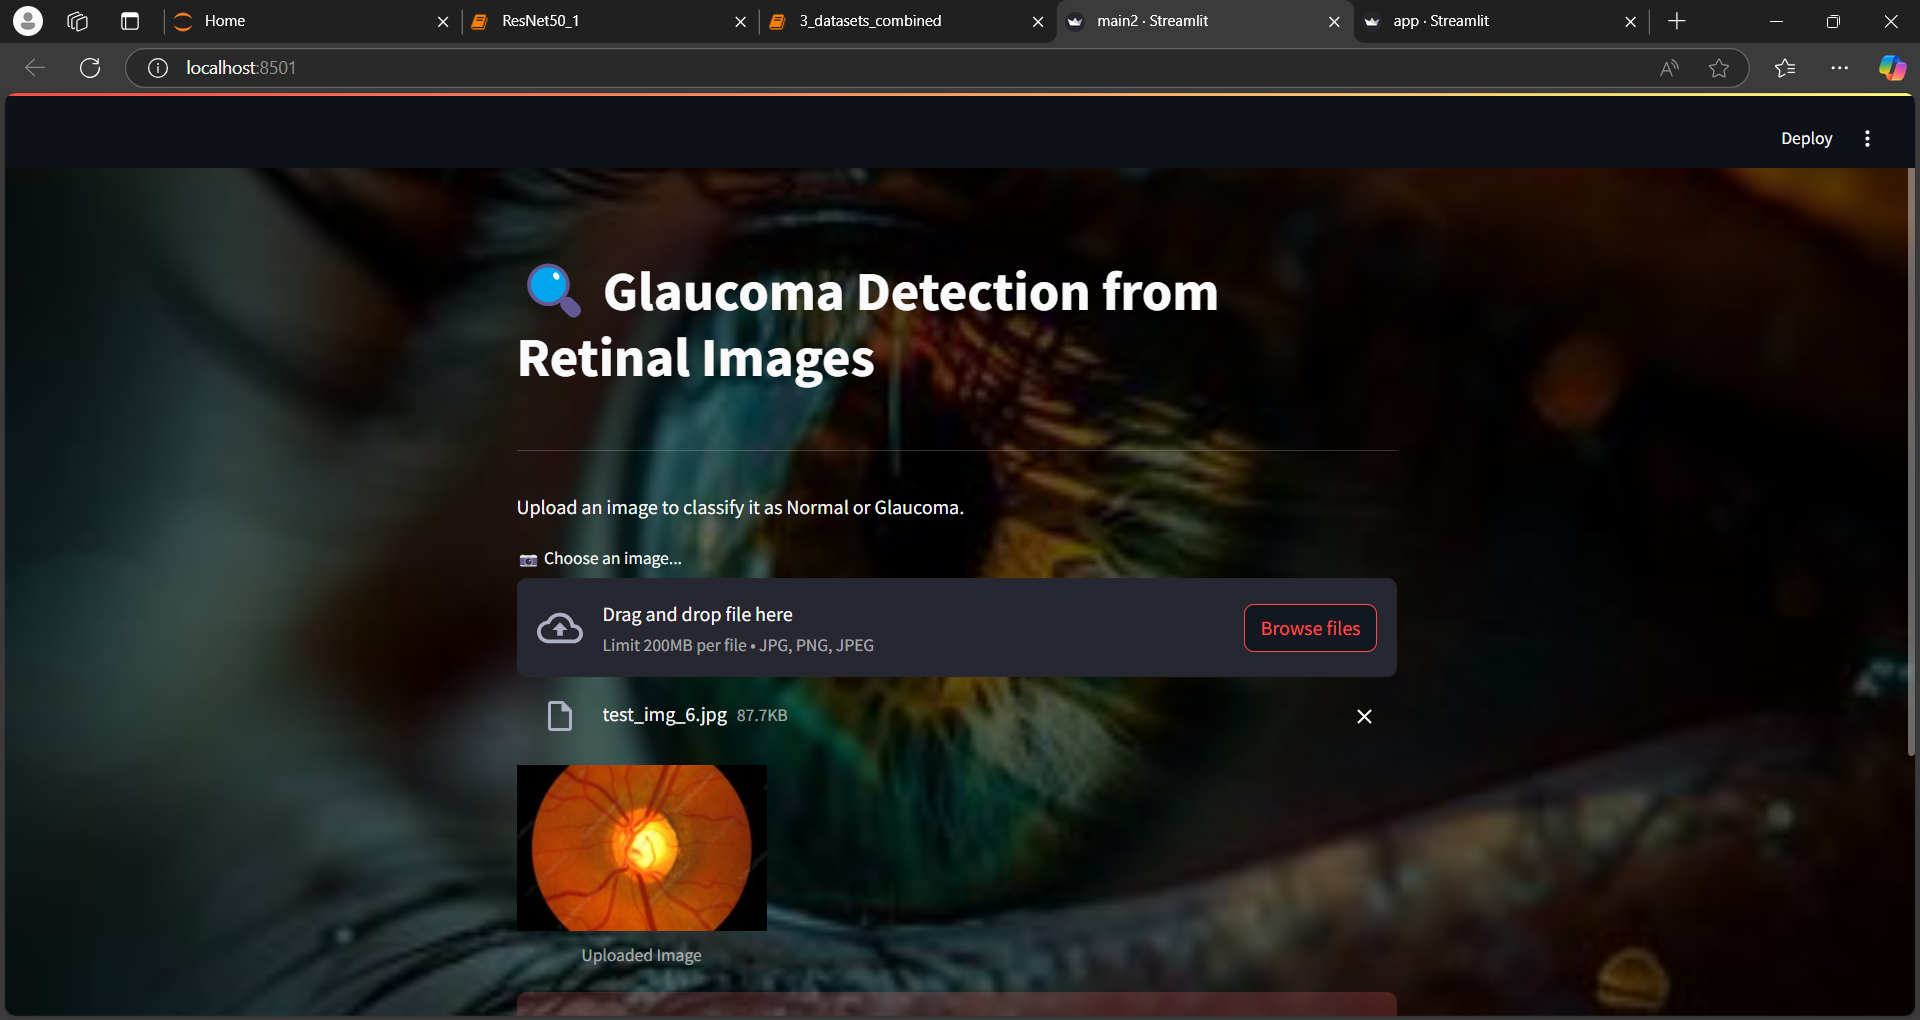 Home
ResNet50_1
3_datasets_combined
main2 · Streamlit
app · Streamlit
localhost:8501
Deploy
Glaucoma Detection from
Retinal Images
Upload an image to classify it as Normal or Glaucoma.
Choose an image...
Drag and drop file here
Limit 200MB per file • JPG, PNG, JPEG
Browse files
test_img_6.jpg 87.7KB
Uploaded Image